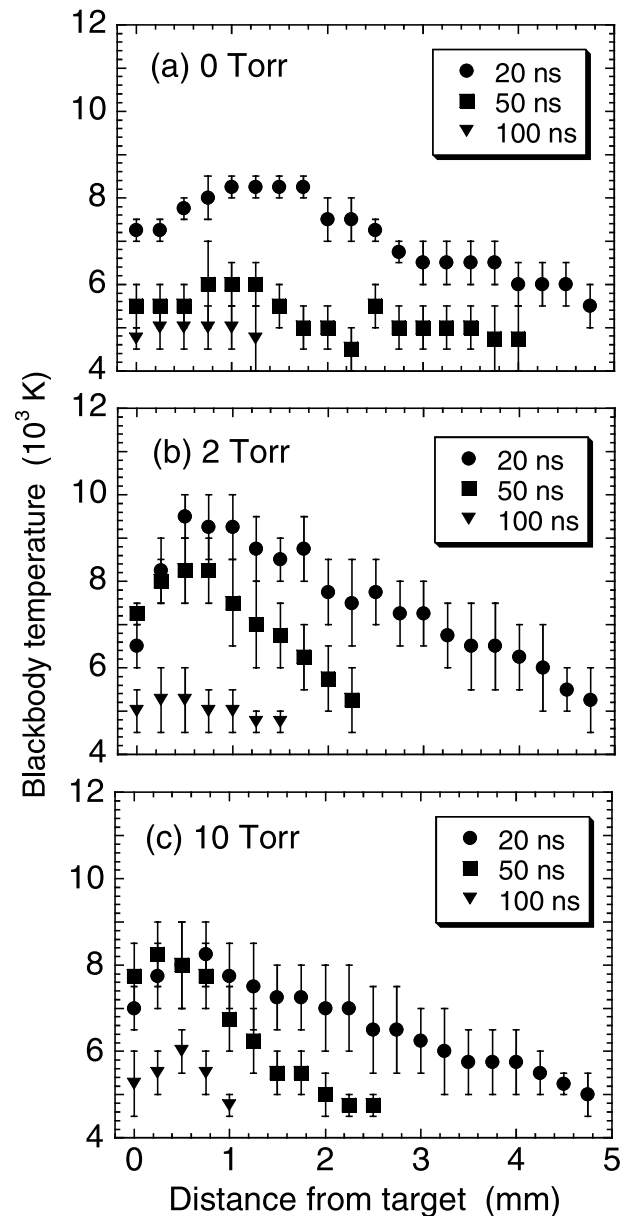 12
(a) 0 Torr
20 ns
50 ns
100 ns
10
8
6
4
12
(b) 2 Torr
20 ns
50 ns
100 ns
10
8
6
4
Blackbody temperature (10³ K)
12
(c) 10 Torr
20 ns
50 ns
100 ns
10
8
6
4
0 1 2 3 4 5
Distance from target (mm)